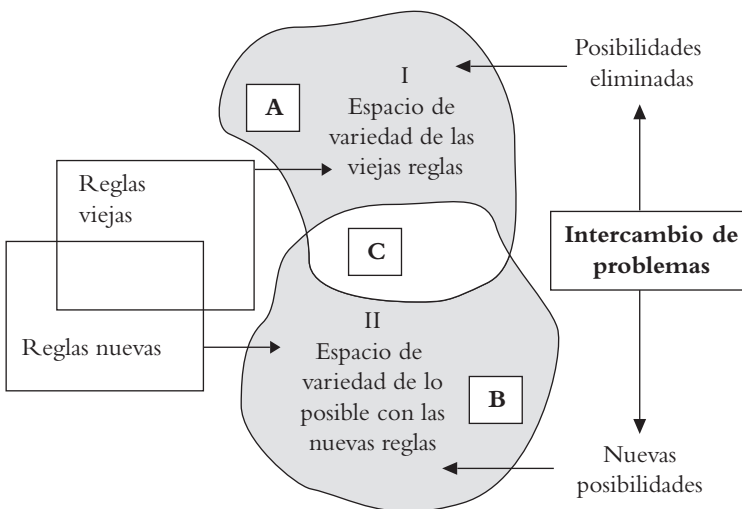 Posibilidades
eliminadas
I
A
Espacio de
variedad de las
viejas reglas
Reglas
viejas
C
Intercambio de
problemas
II
Reglas nuevas
Espacio de
variedad de lo
posible con las
nuevas reglas
B
Nuevas
posibilidades